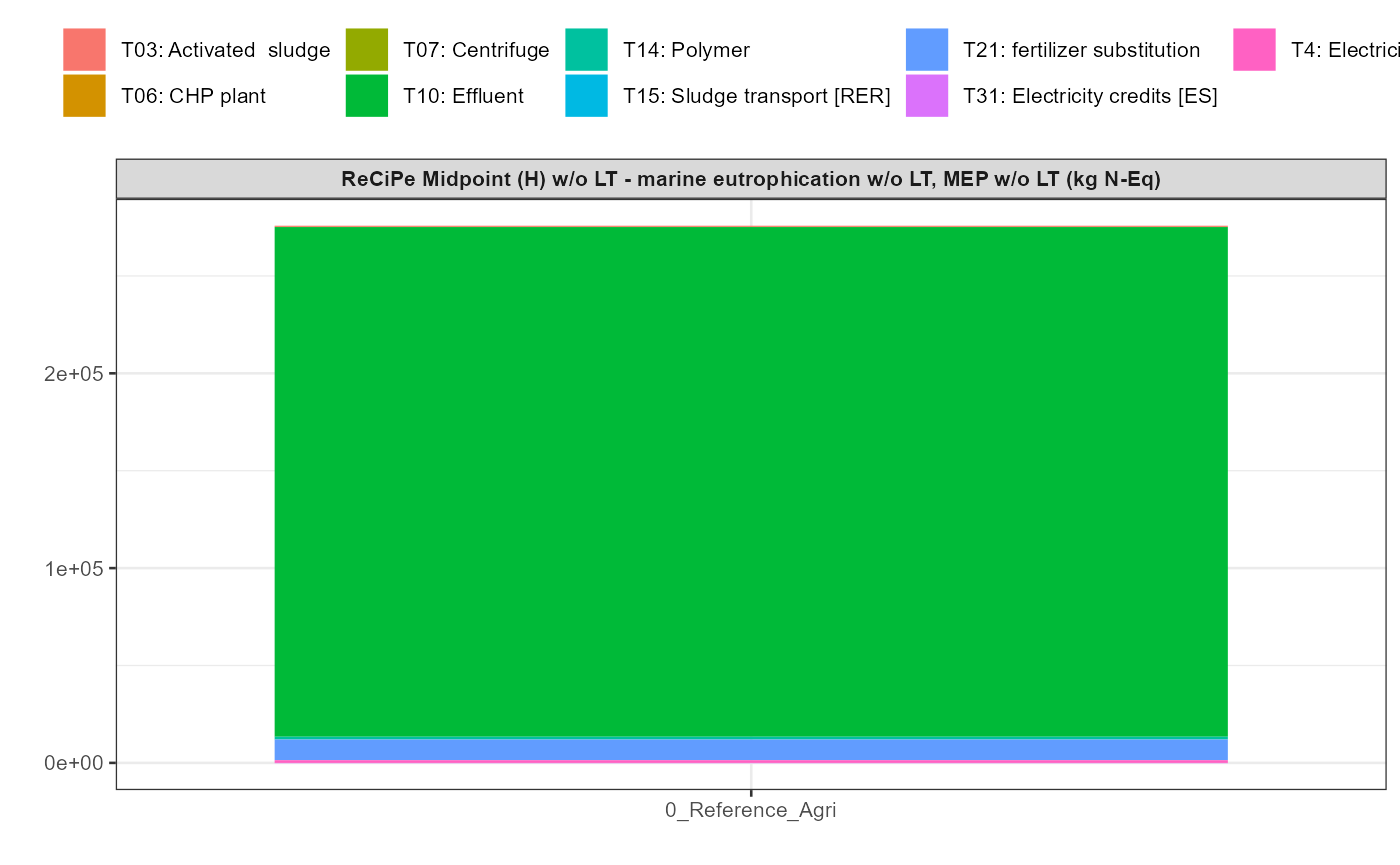 T03: Activated  sludge T07: Centrifuge T14: Polymer T21: fertilizer substitution T4:
T06: CHP plant T10: Effluent T15: Sludge transport [RER] T31: Electricity credits [ES]
ReCiPe Midpoint (H) w/o LT - marine eutrophication w/o LT, MEP w/o LT (kg N-Eq)
2e+05
1e+05
0e+00
0_Reference_Agri